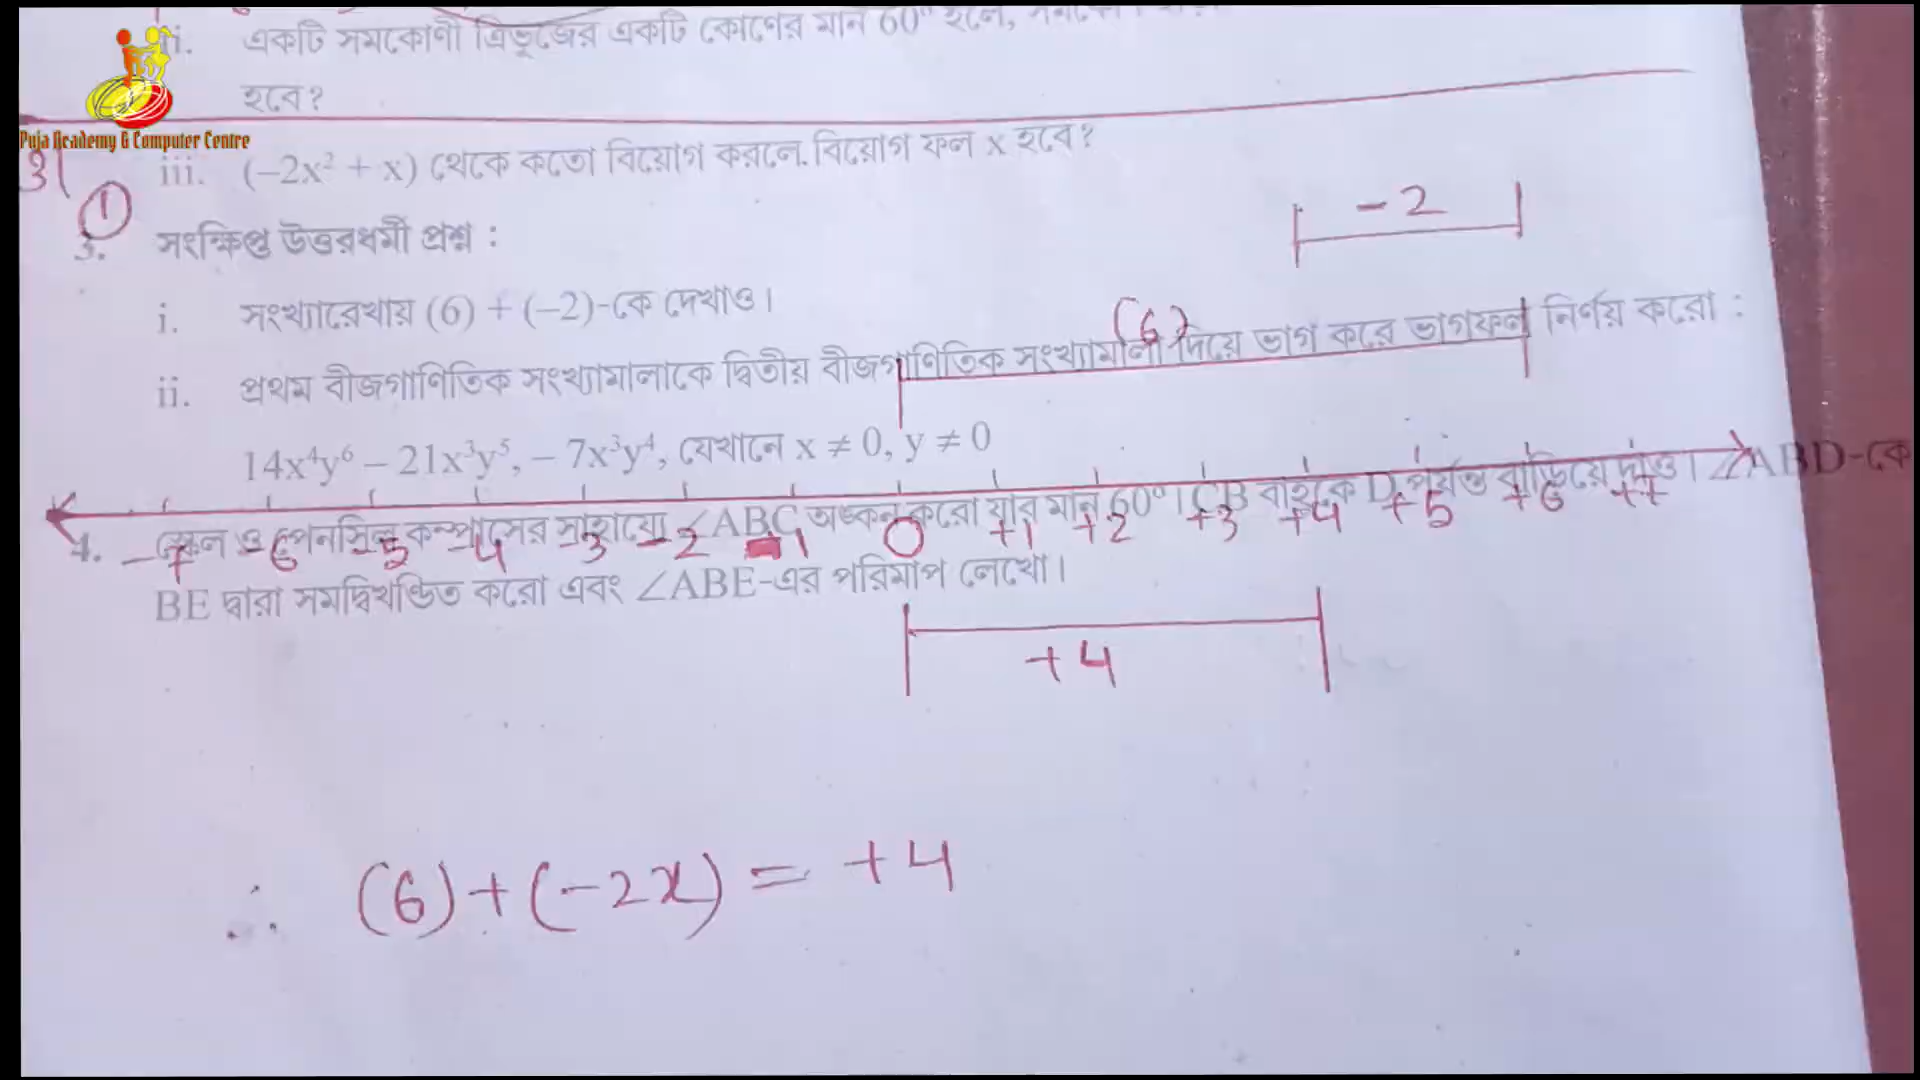 ii. একটি সমকোণী ত্রিভুজের একটি কোণের মান 60° হলে,
হবে?
Puja Academy & Computer Centre
3|
iii. (−2x² + x) থেকে কতো বিয়োগ করলে বিয়োগ ফল x হবে?
①
− 2
3. সংক্ষিপ্ত উত্তরধর্মী প্রশ্ন :
i. সংখ্যারেখায় (6) + (−2)-কে দেখাও।
(6)
ii. প্রথম বীজগাণিতিক সংখ্যামালাকে দ্বিতীয় বীজগাণিতিক সংখ্যামালা দিয়ে ভাগ করে ভাগফল নির্ণয় করো :
14x⁴y⁶ − 21x³y⁵, − 7x³y⁴, যেখানে x ≠ 0, y ≠ 0
4. স্কেল ও পেনসিল কম্পাসের সাহায্যে ∠ABC অঙ্কন করো যার মান 60°। CB বাহুকে D পর্যন্ত বাড়িয়ে দাও। ∠ABD-কে
−7 −6 −5 −4 −3 −2 −1 0 +1 +2 +3 +4 +5 +6 +7
BE দ্বারা সমদ্বিখণ্ডিত করো এবং ∠ABE-এর পরিমাপ লেখো।
+4
∴ (6)+(−2x) = +4